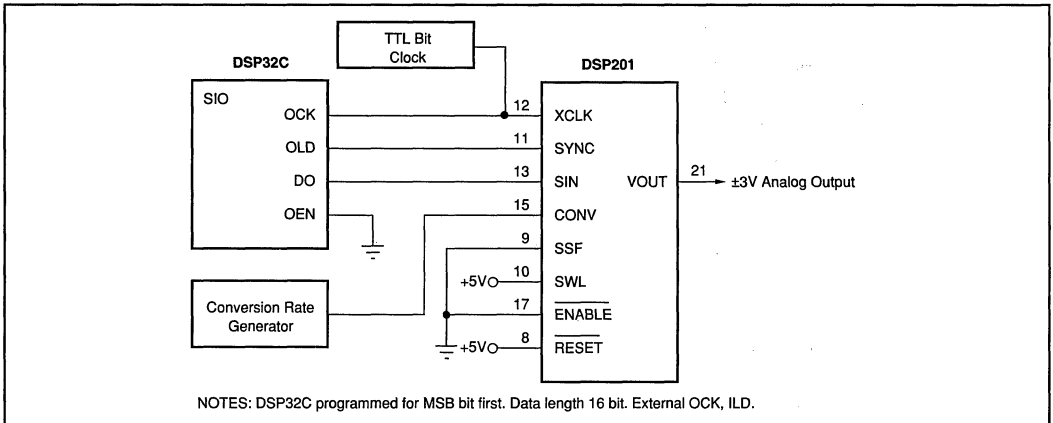 TTL Bit
Clock
DSP32C
DSP201
SIO
OCK
12
XCLK
OLD
11
SYNC
DO
13
SIN
VOUT
21
±3V Analog Output
OEN
15
CONV
9
SSF
+5V
10
SWL
Conversion Rate
Generator
17
ENABLE
+5V
8
RESET
NOTES: DSP32C programmed for MSB bit first. Data length 16 bit. External OCK, ILD.